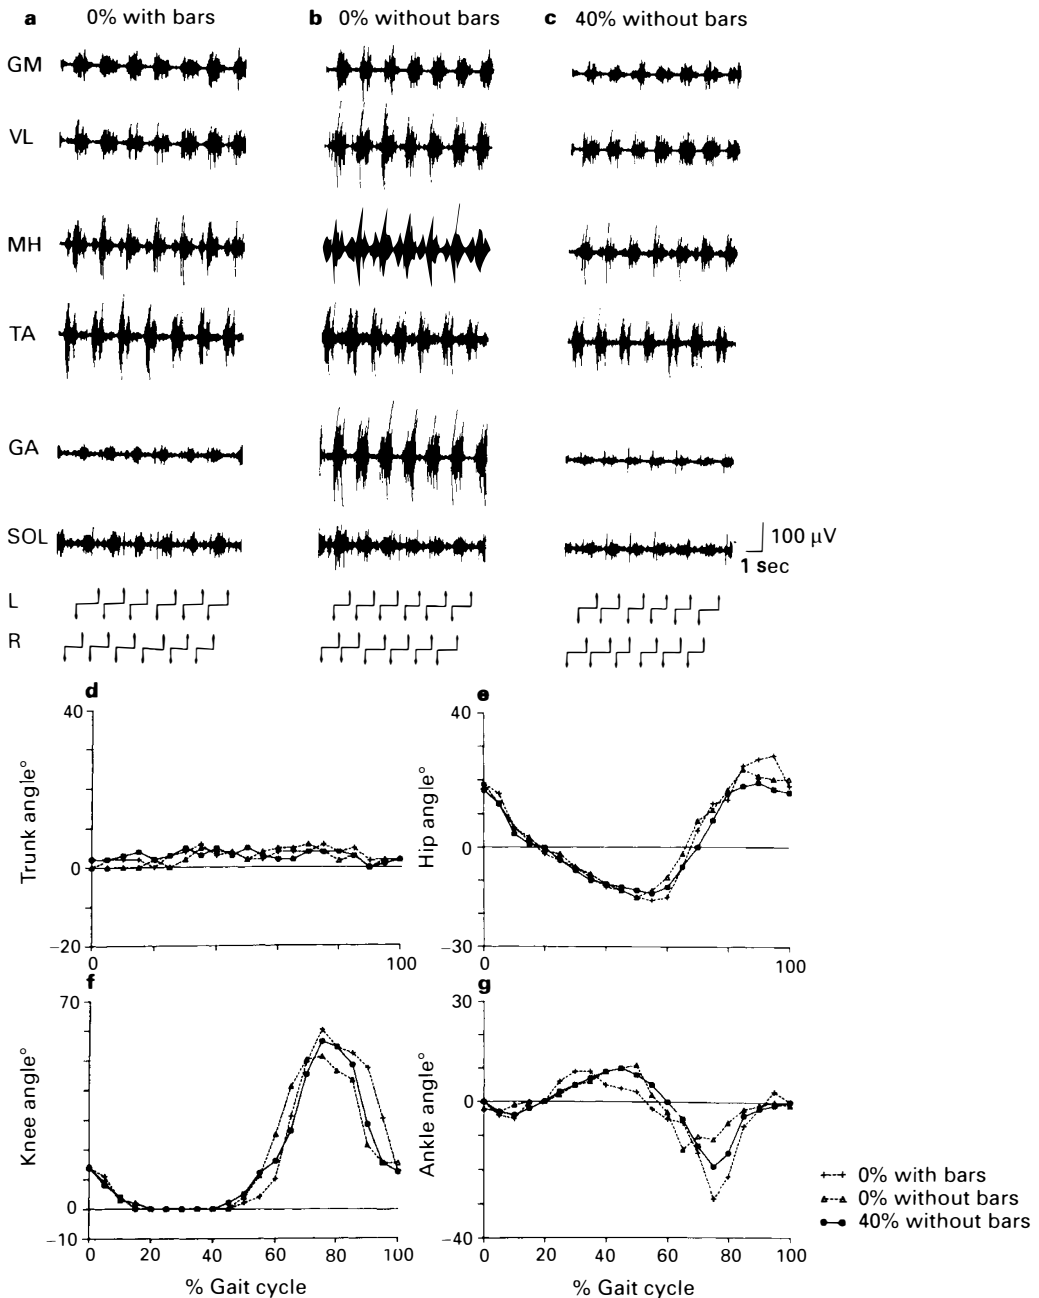 a 0% with bars
b 0% without bars
c 40% without bars
GM
VL
MH
TA
GA
SOL
100 µV
1 sec
L
R
d
40
0
−20
0 100
Trunk angle°
e
40
0
−30
0 100
Hip angle°
f
70
0
−10
0 20 40 60 80 100
Knee angle°
% Gait cycle
g
30
0
−40
0 20 40 60 80 100
Ankle angle°
% Gait cycle
0% with bars
0% without bars
40% without bars